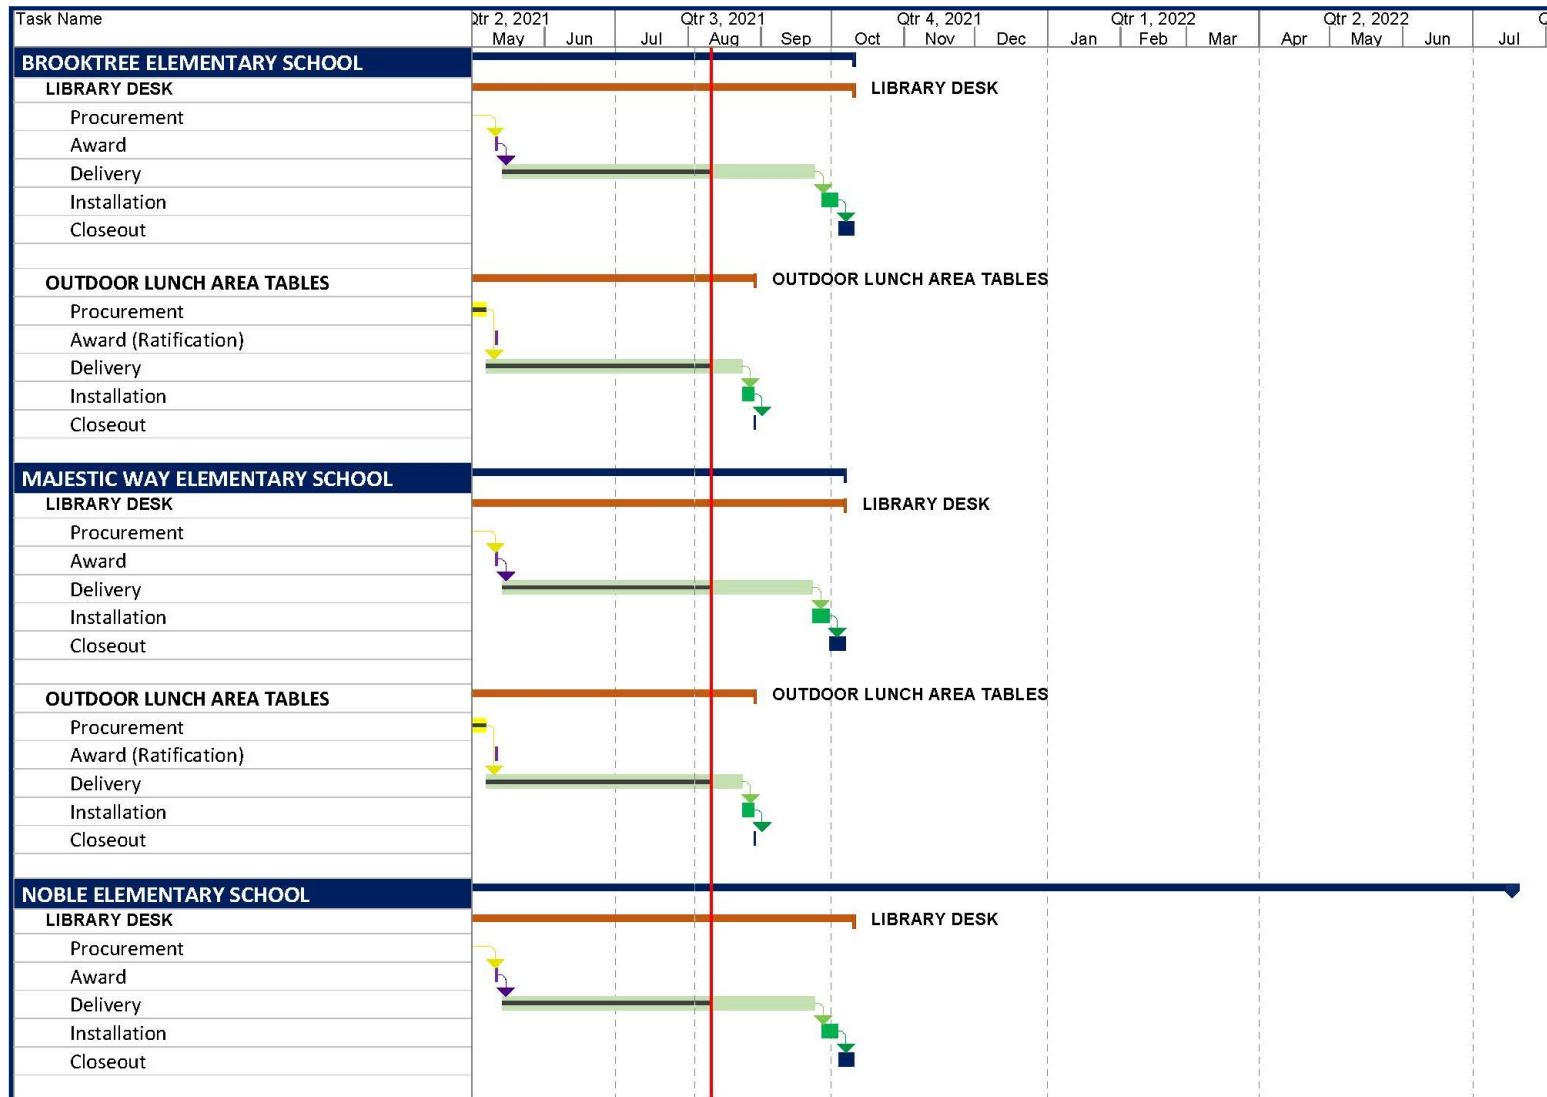 Task Name
Qtr 2, 2021 Qtr 3, 2021 Qtr 4, 2021 Qtr 1, 2022 Qtr 2, 2022
May Jun Jul Aug Sep Oct Nov Dec Jan Feb Mar Apr May Jun Jul
BROOKTREE ELEMENTARY SCHOOL
LIBRARY DESK LIBRARY DESK
Procurement
Award
Delivery
Installation
Closeout
OUTDOOR LUNCH AREA TABLES OUTDOOR LUNCH AREA TABLES
Procurement
Award (Ratification)
Delivery
Installation
Closeout
MAJESTIC WAY ELEMENTARY SCHOOL
LIBRARY DESK LIBRARY DESK
Procurement
Award
Delivery
Installation
Closeout
OUTDOOR LUNCH AREA TABLES OUTDOOR LUNCH AREA TABLES
Procurement
Award (Ratification)
Delivery
Installation
Closeout
NOBLE ELEMENTARY SCHOOL
LIBRARY DESK LIBRARY DESK
Procurement
Award
Delivery
Installation
Closeout